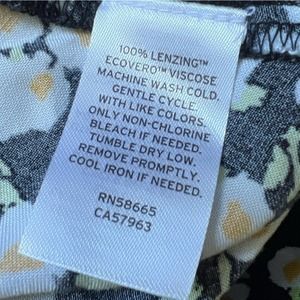 100% LENZING™
ECOVERO™ VISCOSE
MACHINE WASH COLD.
GENTLE CYCLE.
WITH LIKE COLORS.
ONLY NON-CHLORINE
BLEACH IF NEEDED.
TUMBLE DRY LOW.
REMOVE PROMPTLY.
COOL IRON IF NEEDED.
RN58665
CA57963